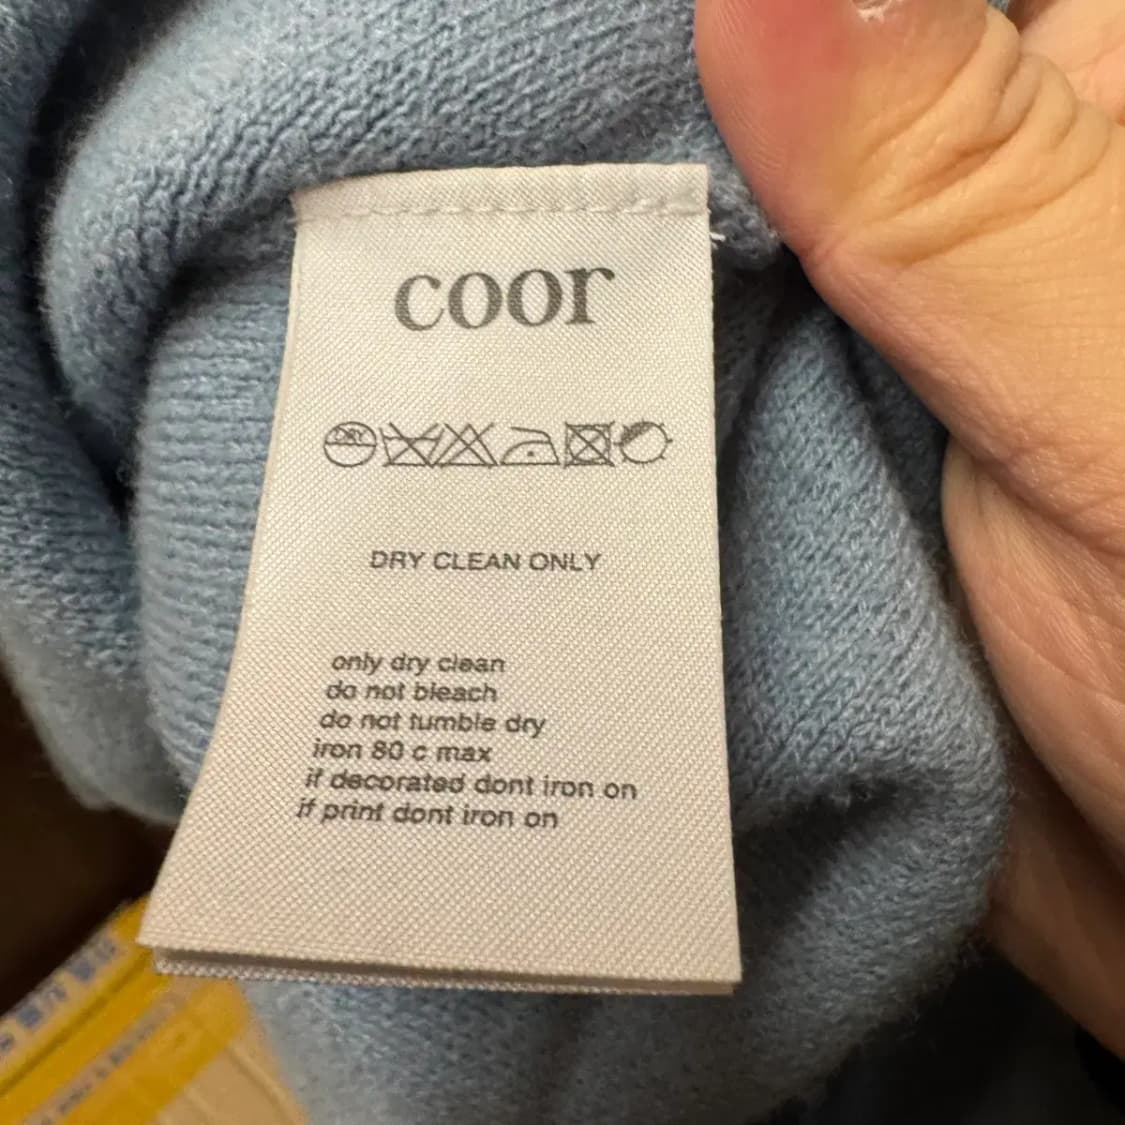 coor
DRY
DRY CLEAN ONLY
only dry clean
do not bleach
do not tumble dry
iron 80 c max
if decorated dont iron on
if print dont iron on